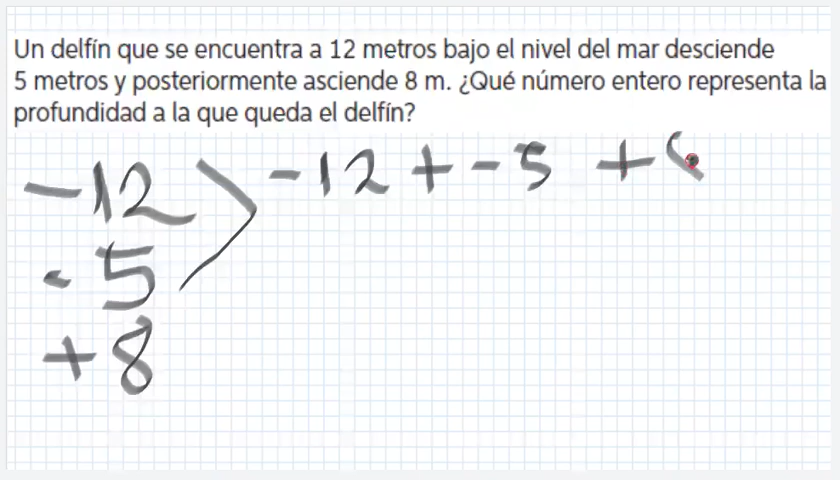 Un delfín que se encuentra a 12 metros bajo el nivel del mar desciende
5 metros y posteriormente asciende 8 m. ¿Qué número entero representa la
profundidad a la que queda el delfín?
-12 > -12 + -5 +
-5
+8